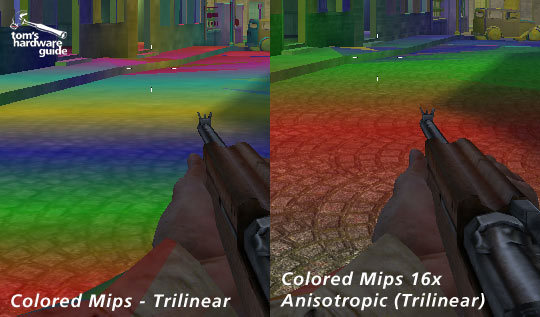 tom's
hardware
guide
Colored Mips - Trilinear
Colored Mips 16x
Anisotropic (Trilinear)